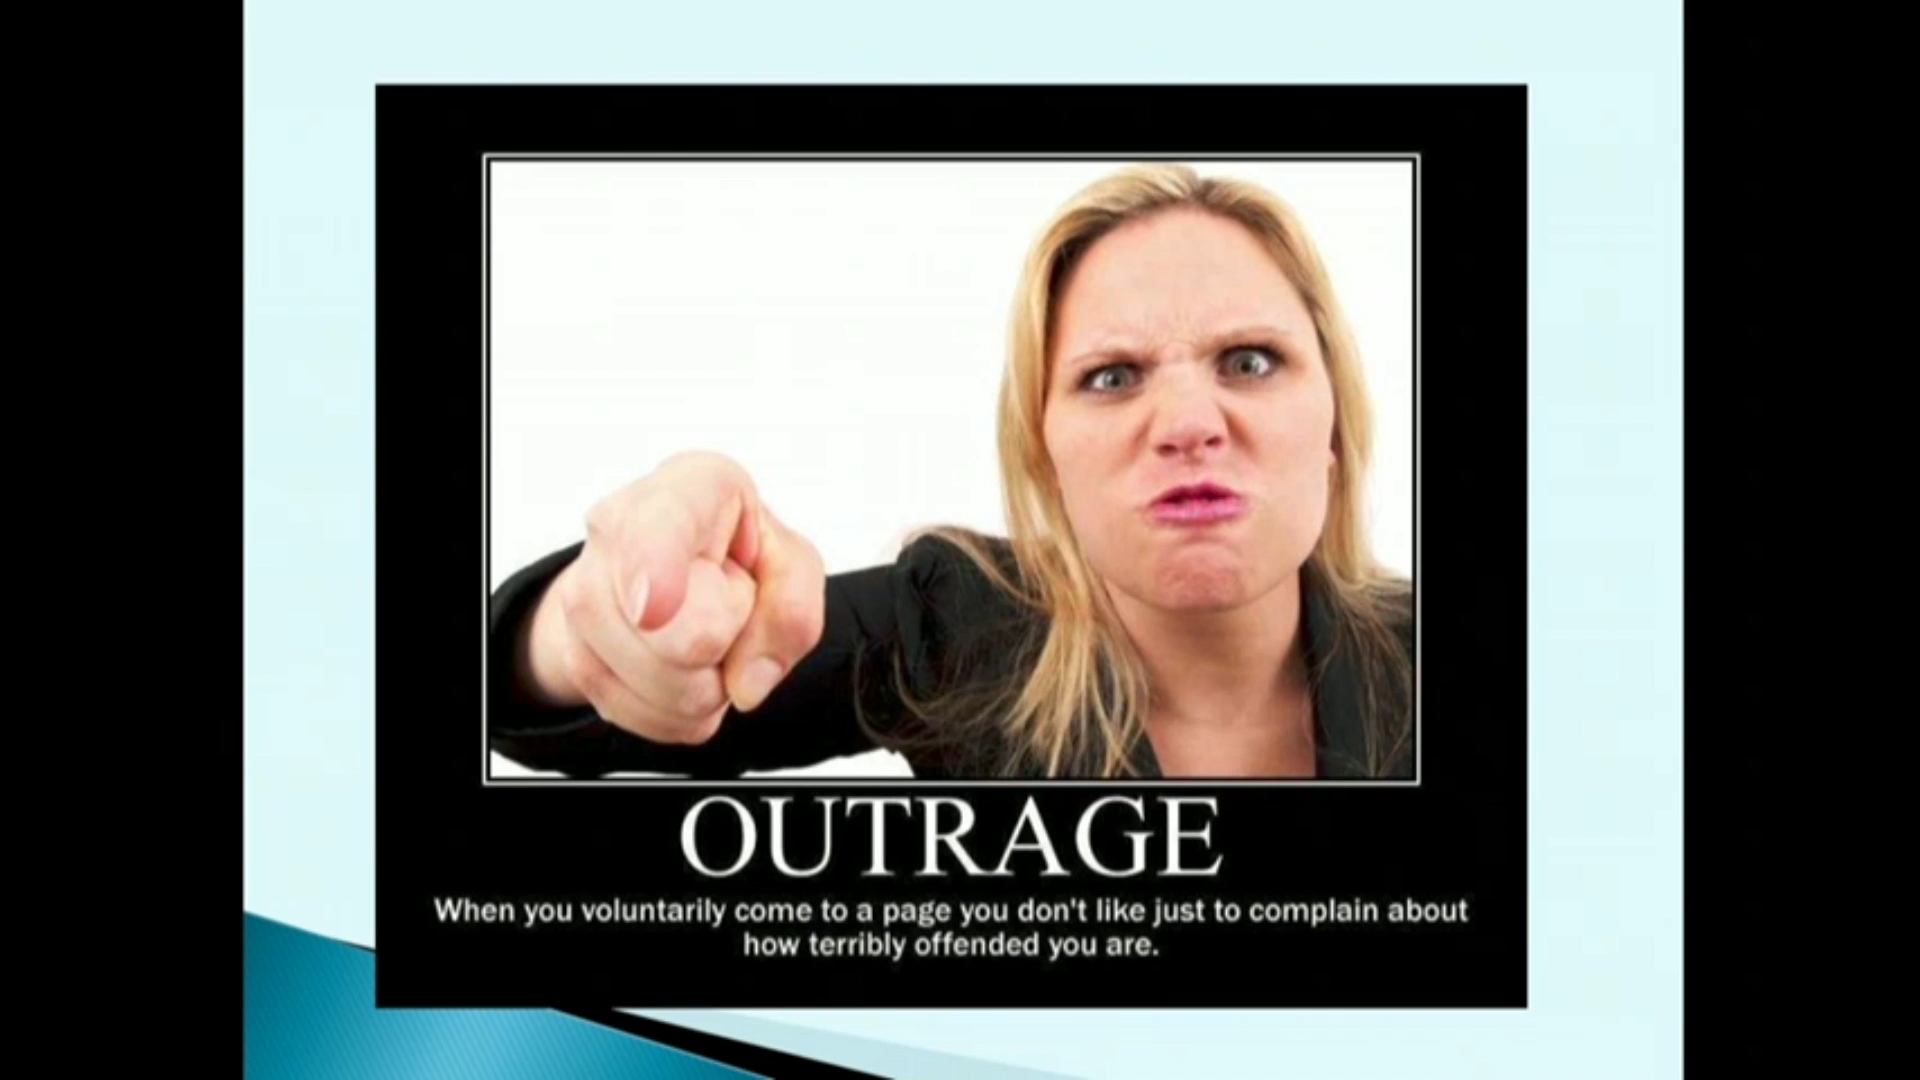 OUTRAGE
When you voluntarily come to a page you don't like just to complain about
how terribly offended you are.